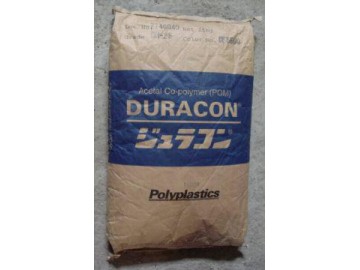 Acetal Co-polymer (POM)
DURACON®
ジュラコン®
Polyplastics